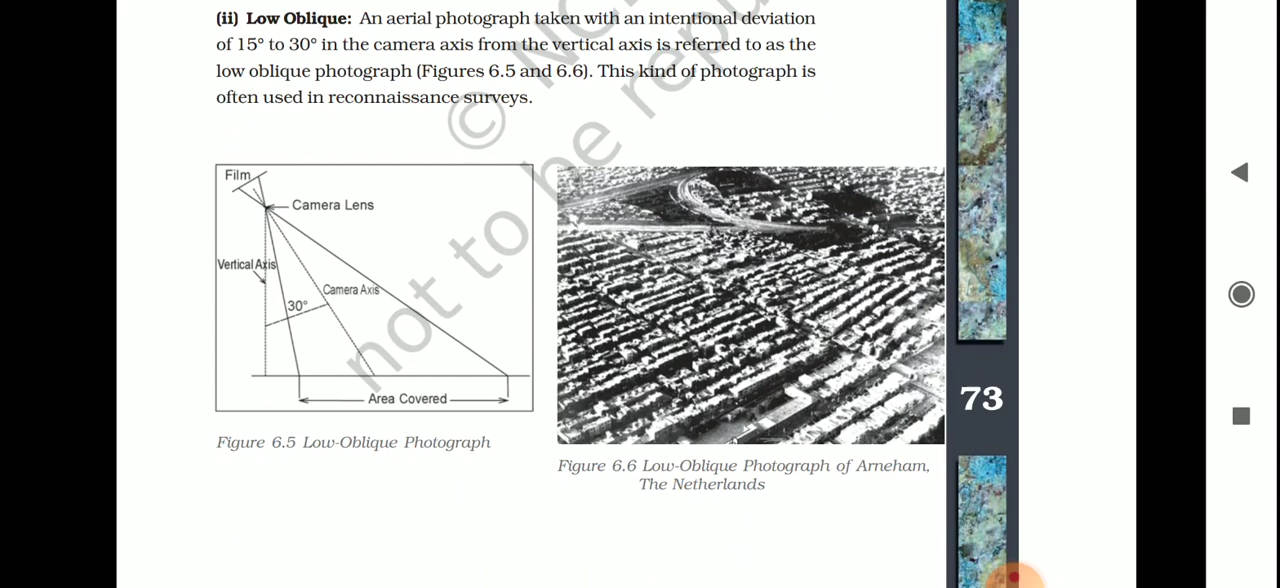 (ii) Low Oblique: An aerial photograph taken with an intentional deviation
of 15° to 30° in the camera axis from the vertical axis is referred to as the
low oblique photograph (Figures 6.5 and 6.6). This kind of photograph is
often used in reconnaissance surveys.
Film
Camera Lens
Vertical Axis
Camera Axis
30°
Area Covered
Figure 6.5 Low-Oblique Photograph
Figure 6.6 Low-Oblique Photograph of Arneham,
The Netherlands
73
not to be